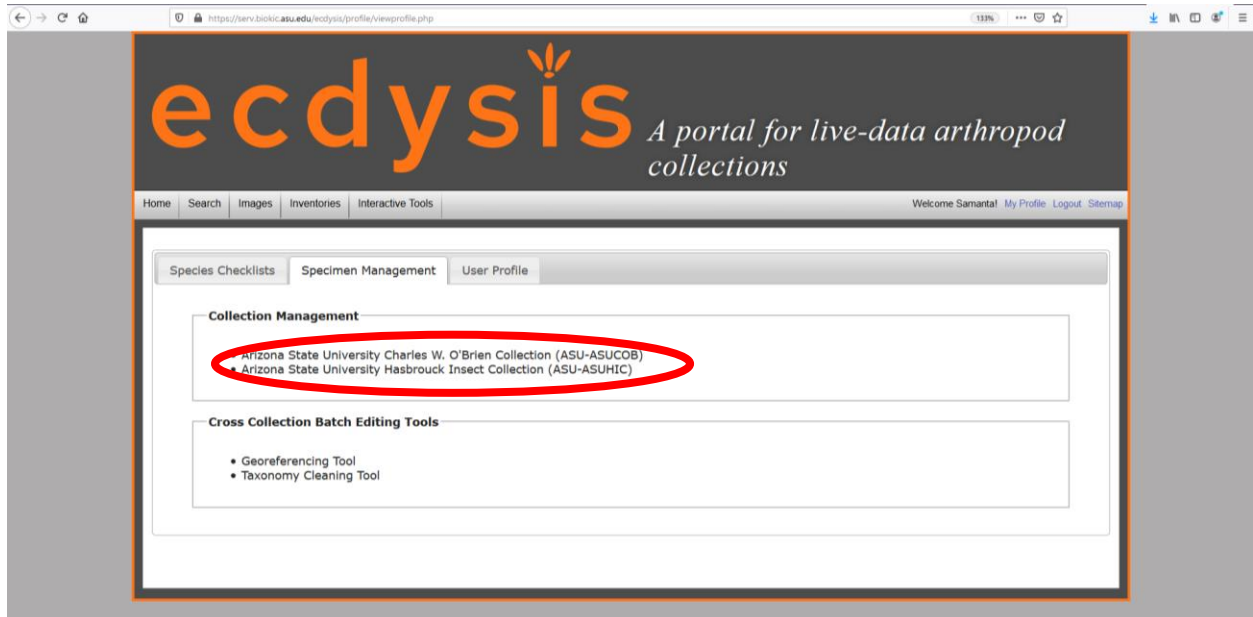 https://serv.biokic.asu.edu/ecdysis/profile/viewprofile.php 133%
ecdysis
A portal for live-data arthropod
collections
Home Search Images Inventories Interactive Tools Welcome Samanta! My Profile Logout Sitemap
Species Checklists Specimen Management User Profile
Collection Management
Arizona State University Charles W. O'Brien Collection (ASU-ASUCOB)
Arizona State University Hasbrouck Insect Collection (ASU-ASUHIC)
Cross Collection Batch Editing Tools
Georeferencing Tool
Taxonomy Cleaning Tool